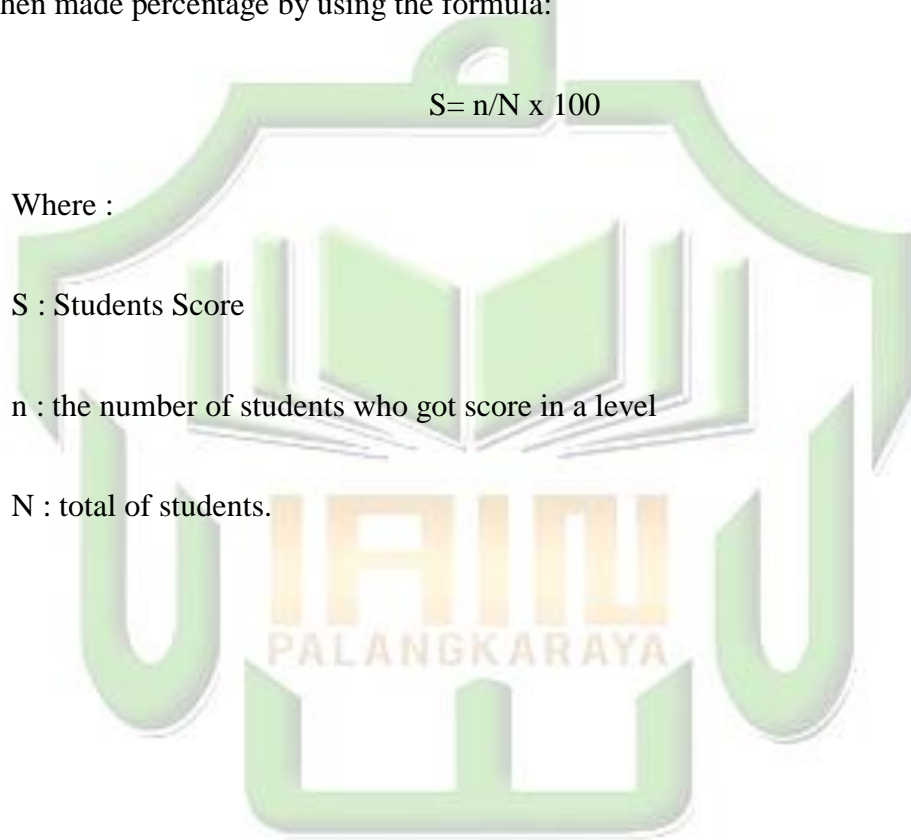 hen made percentage by using the formula:
S= n/N x 100
Where :
S : Students Score
n : the number of students who got score in a level
N : total of students.
IAIN
PALANGKARAYA